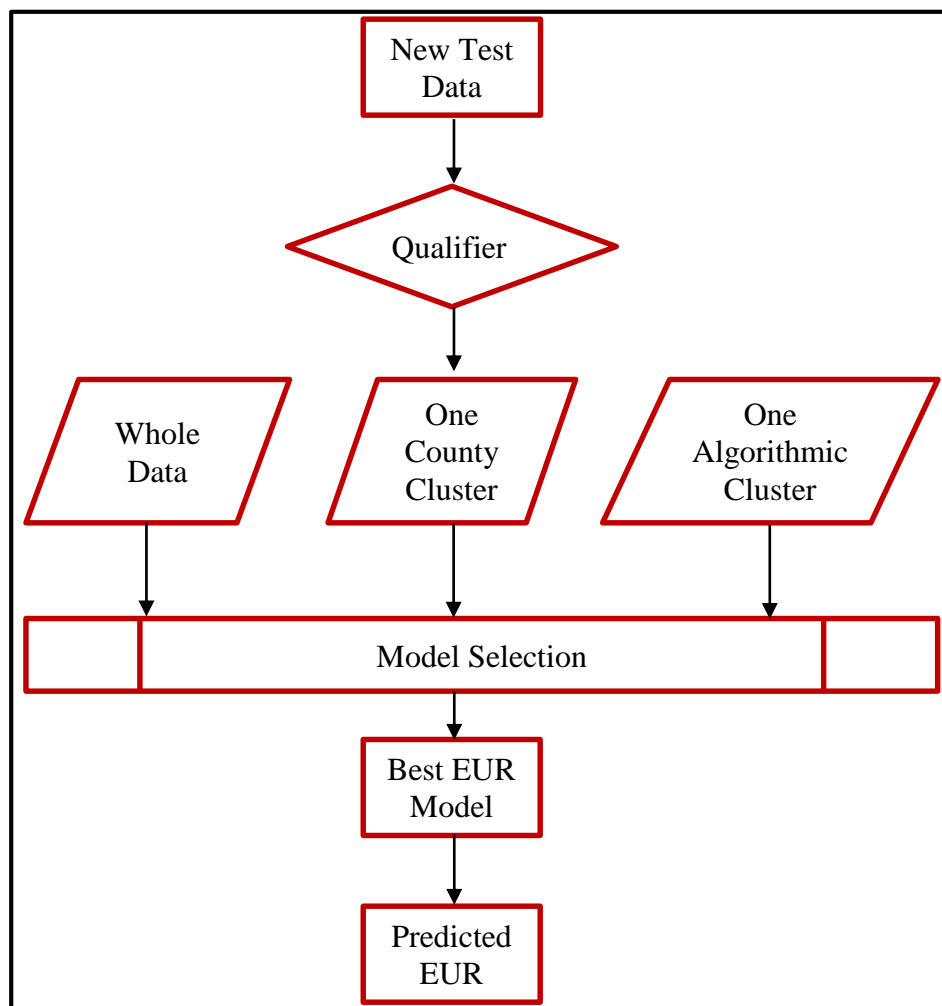 New Test
Data
Qualifier
Whole
Data
One
County
Cluster
One
Algorithmic
Cluster
Model Selection
Best EUR
Model
Predicted
EUR